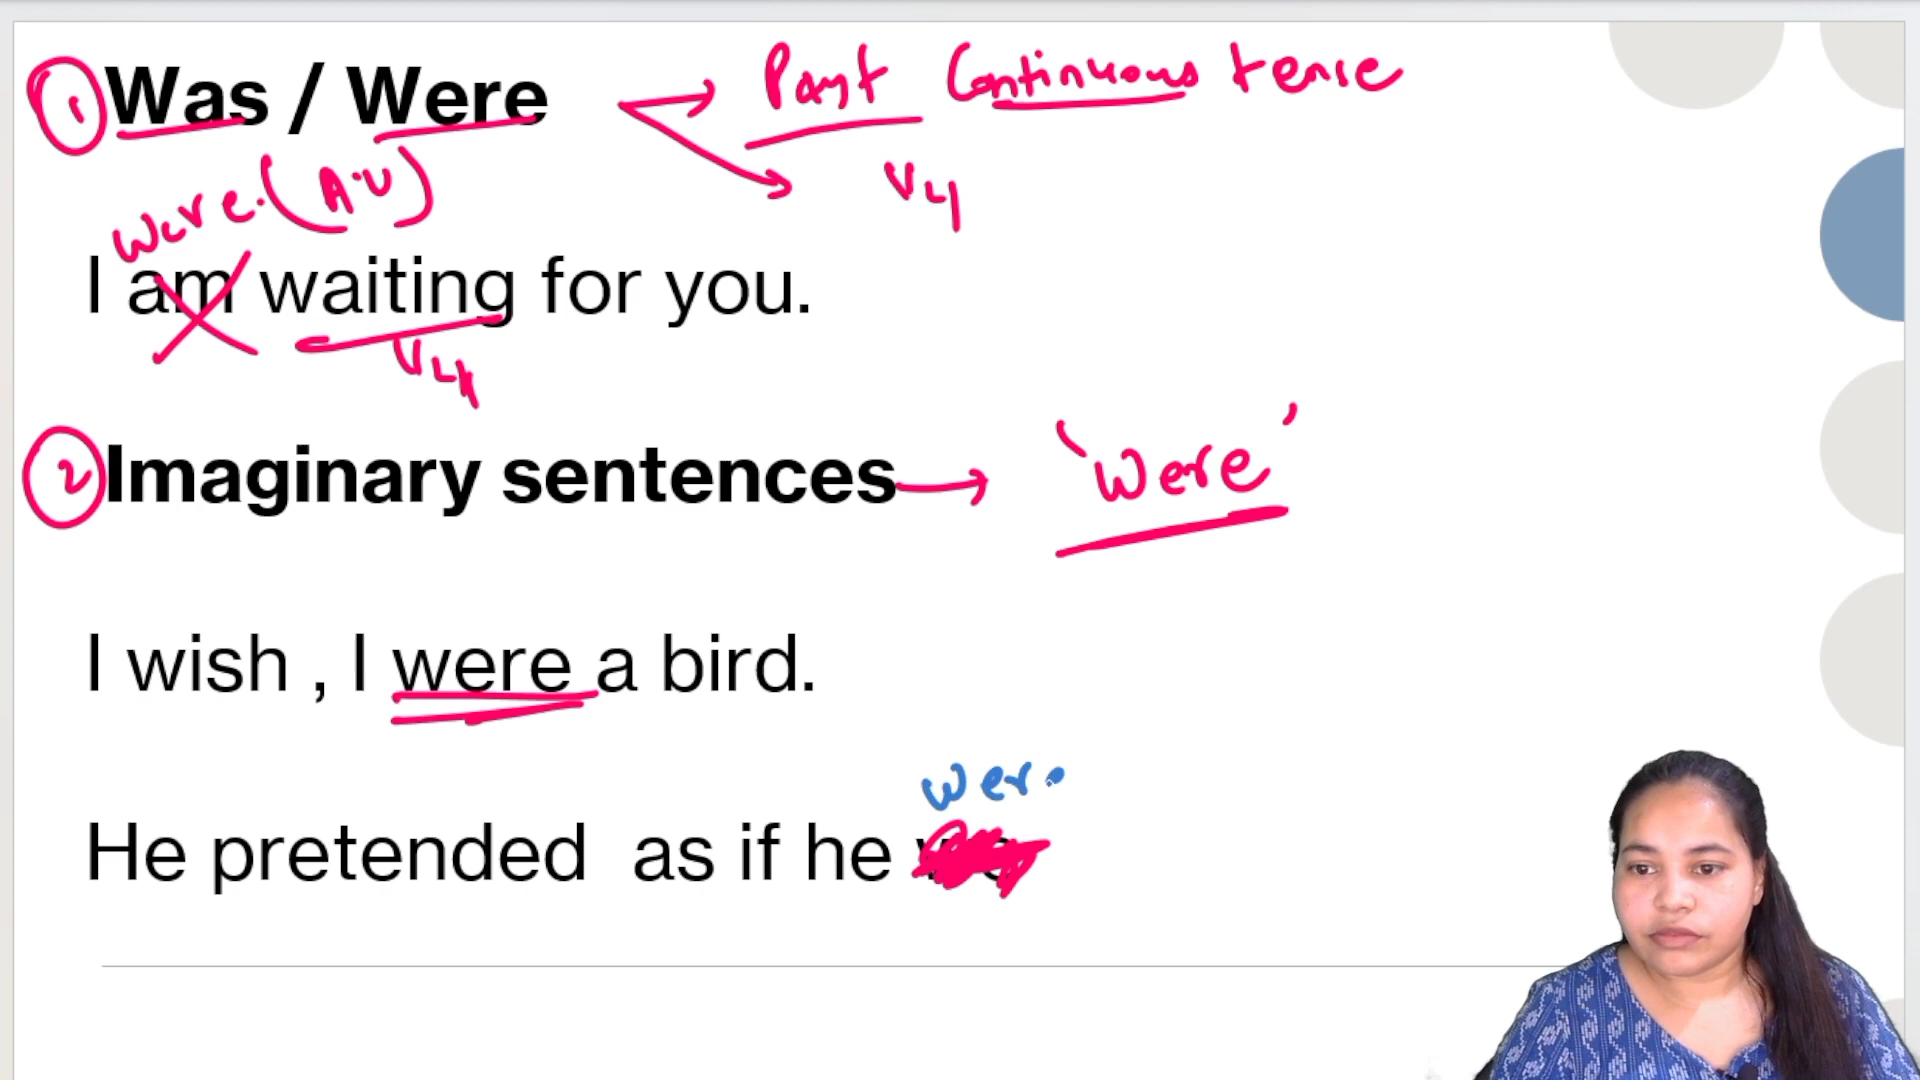 1 Was / Were → Past Continuous tense
→ V4
were. (A.V)
I am waiting for you.
V4
2 Imaginary sentences → 'Were'
I wish , I were a bird.
wer
He pretended as if he